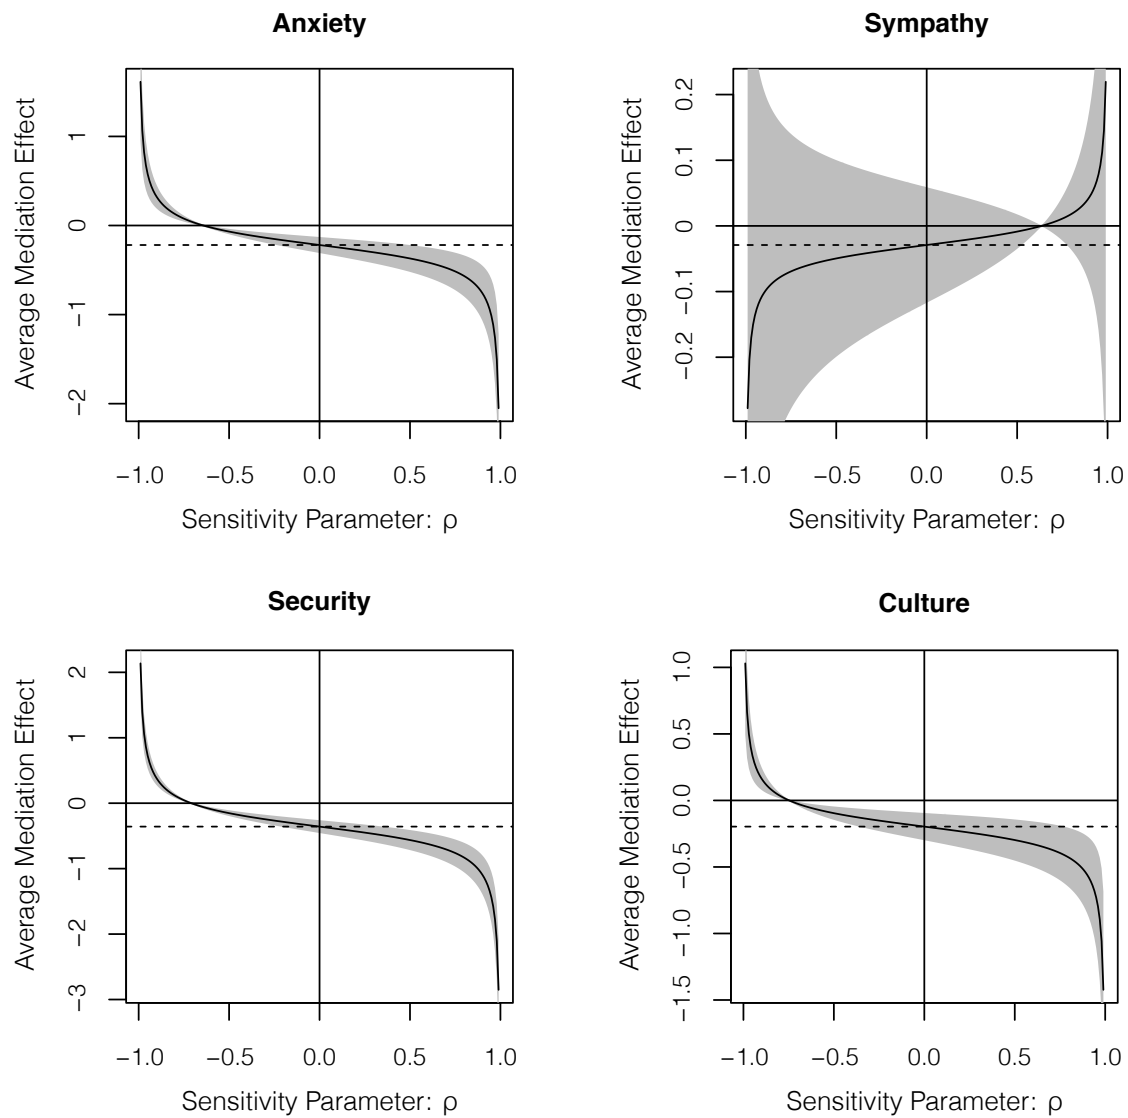 Anxiety
Average Mediation Effect
1
0
−1
−2
−1.0 −0.5 0.0 0.5 1.0
Sensitivity Parameter: ρ
Sympathy
Average Mediation Effect
0.2
0.1
0
−0.1
−0.2
−1.0 −0.5 0.0 0.5 1.0
Sensitivity Parameter: ρ
Security
Average Mediation Effect
2
1
0
−1
−2
−3
−1.0 −0.5 0.0 0.5 1.0
Sensitivity Parameter: ρ
Culture
Average Mediation Effect
1.0
0.5
0.0
−0.5
−1.0
−1.5
−1.0 −0.5 0.0 0.5 1.0
Sensitivity Parameter: ρ